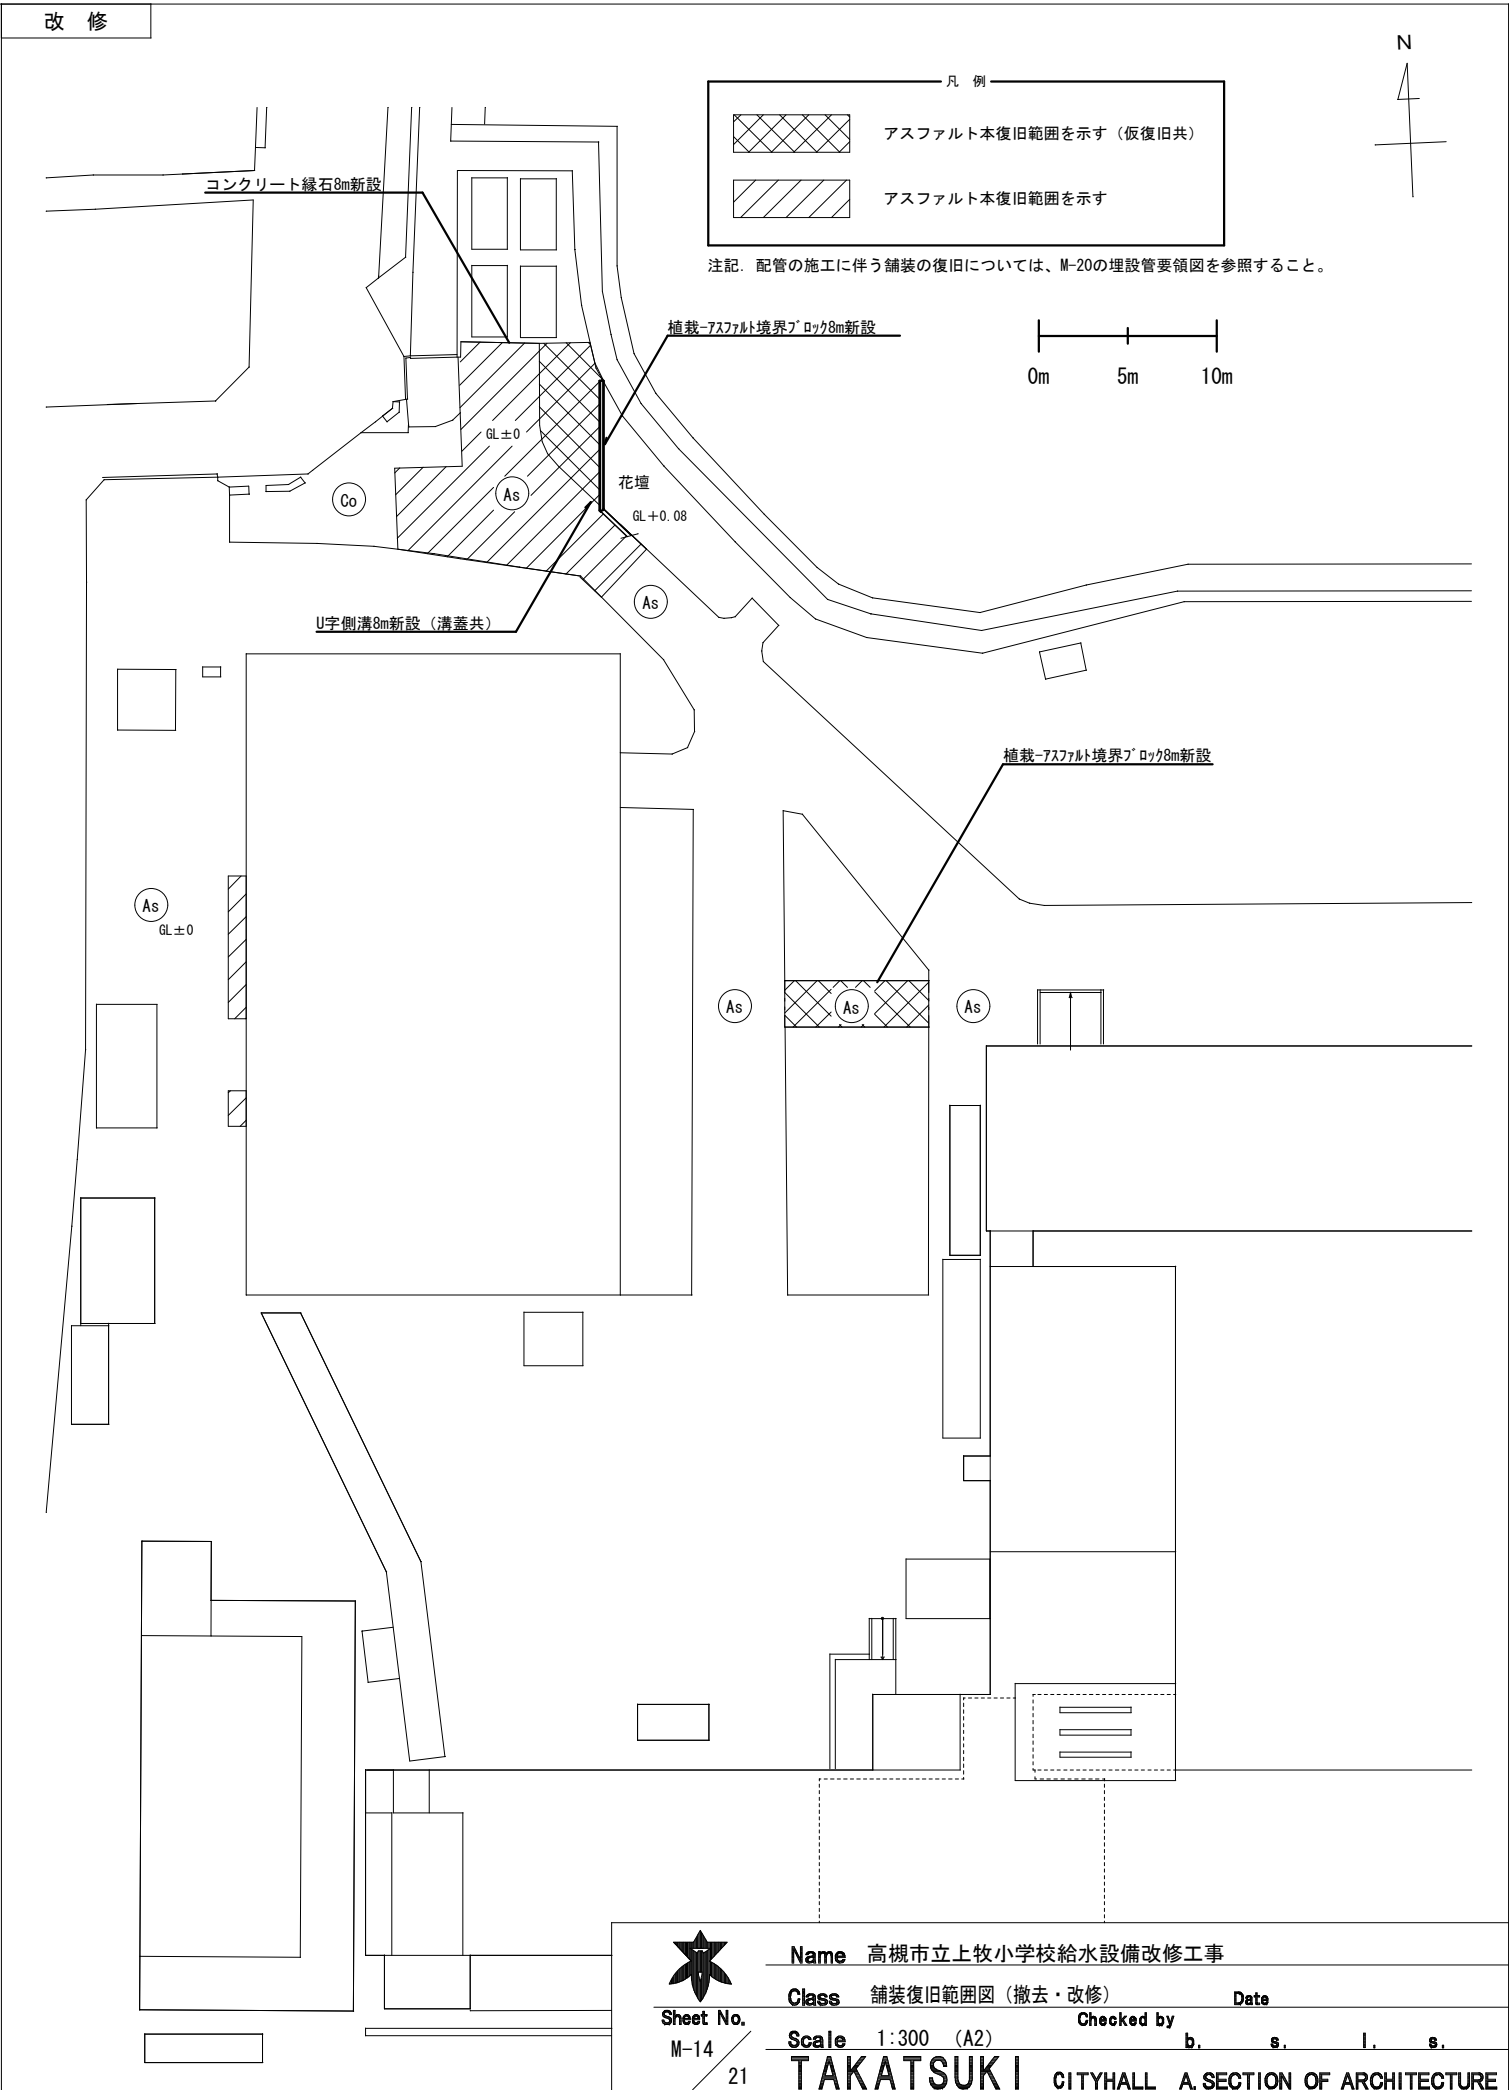 改 修
N
凡 例
アスファルト本復旧範囲を示す（仮復旧共）
アスファルト本復旧範囲を示す
注記．配管の施工に伴う舗装の復旧については、M-20の埋設管要領図を参照すること。
コンクリート縁石8m新設
植栽-ｱｽﾌｧﾙﾄ境界ﾌﾞﾛｯｸ8m新設
0m 5m 10m
GL±0
花壇
Co
As
GL+0.08
As
U字側溝8m新設（溝蓋共）
植栽-ｱｽﾌｧﾙﾄ境界ﾌﾞﾛｯｸ8m新設
As
GL±0
As
As
As
Name 高槻市立上牧小学校給水設備改修工事
Class 舗装復旧範囲図（撤去・改修） Date
Sheet No. Checked by
M-14 Scale 1:300 （A2） b. s. l. s.
21 TAKATSUKI CITYHALL A.SECTION OF ARCHITECTURE